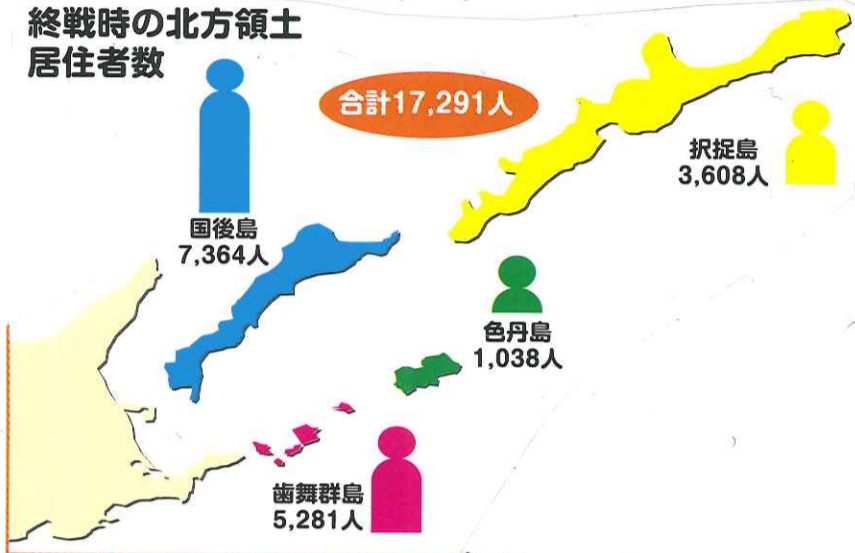 終戦時の北方領土
居住者数
合計17,291人
択捉島
3,608人
国後島
7,364人
色丹島
1,038人
歯舞群島
5,281人